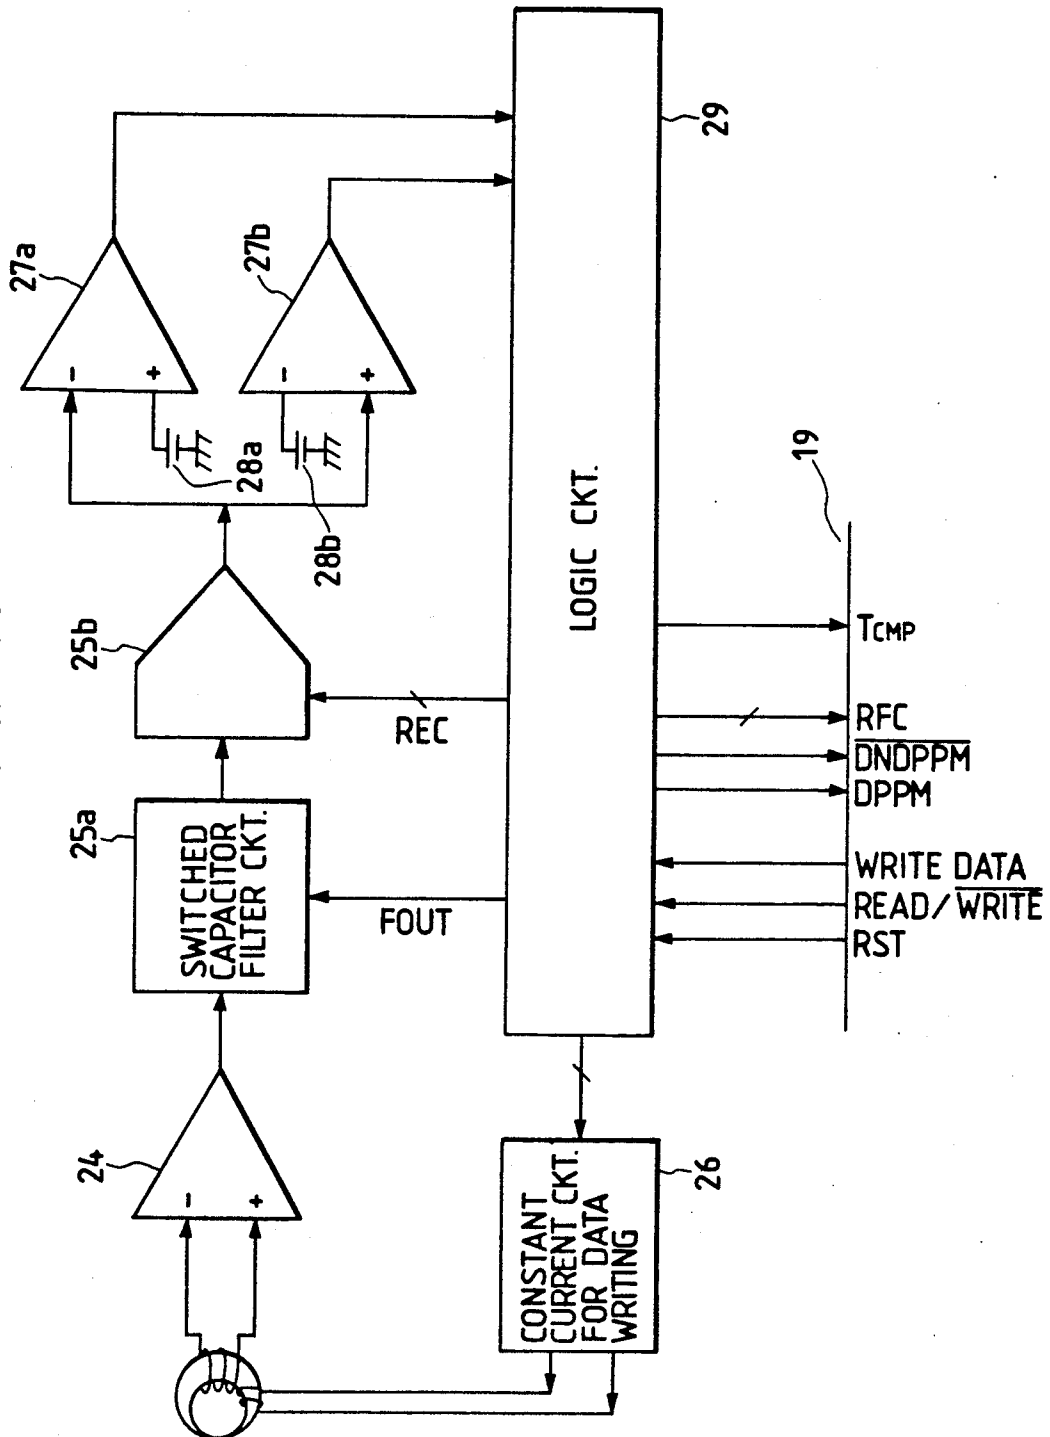 24
-
+
25a
SWITCHED
CAPACITOR
FILTER CKT.
25b
27a
-
+
28a
27b
-
+
28b
FOUT
REC
LOGIC CKT.
29
CONSTANT
CURRENT CKT.
FOR DATA
WRITING
26
19
RST
READ/WRITE
WRITE DATA
DPPM
DNDPPM
RFC
TCMP